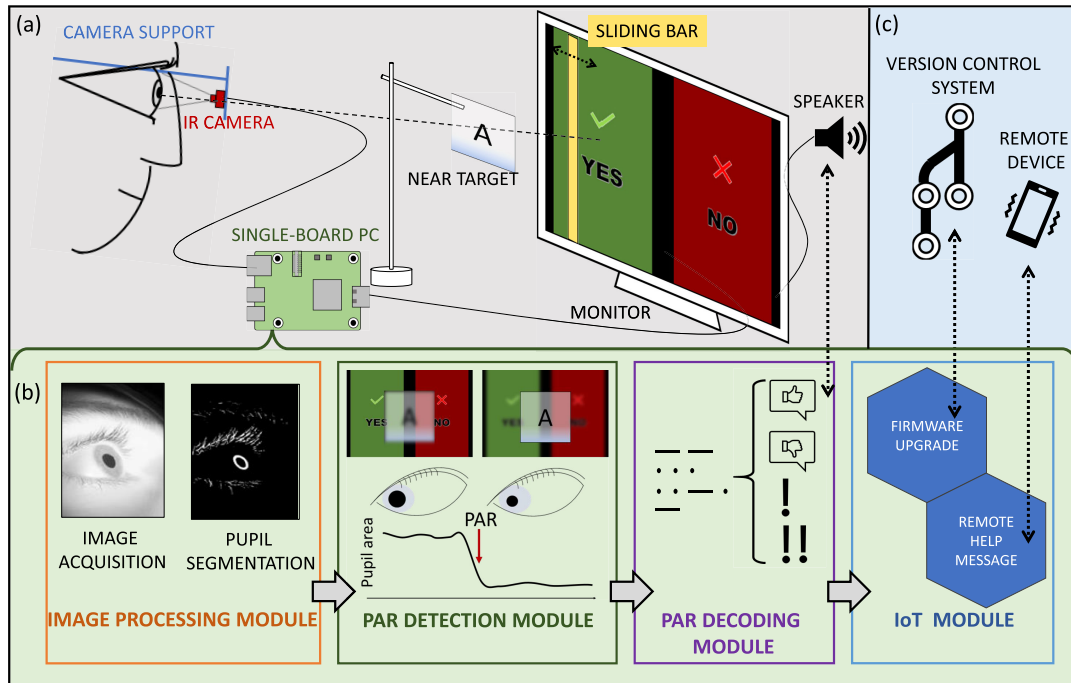 (a)
CAMERA SUPPORT
IR CAMERA
A
NEAR TARGET
SINGLE-BOARD PC
SLIDING BAR
YES
NO
MONITOR
SPEAKER
(c)
VERSION CONTROL
SYSTEM
REMOTE
DEVICE
(b)
IMAGE
ACQUISITION
PUPIL
SEGMENTATION
IMAGE PROCESSING MODULE
YES A NO
YES A NO
PAR
Pupil area
PAR DETECTION MODULE
!
!!
PAR DECODING
MODULE
FIRMWARE
UPGRADE
REMOTE
HELP
MESSAGE
IoT MODULE